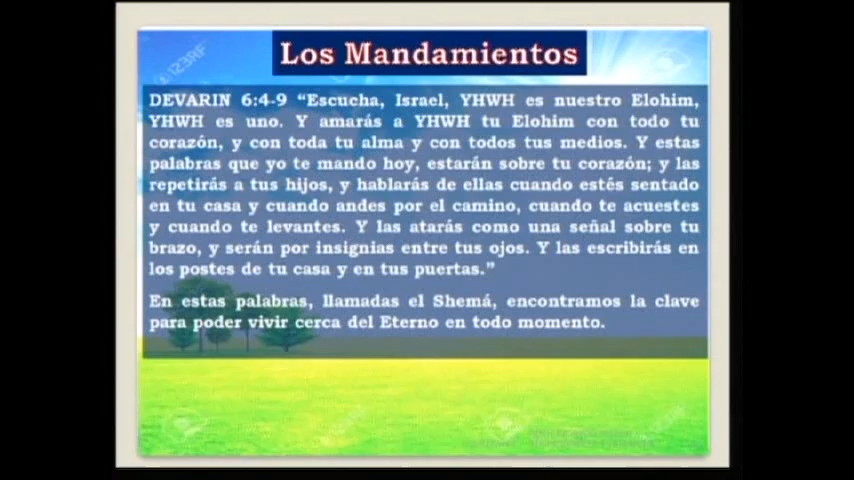 Los Mandamientos
DEVARIN 6:4-9 “Escucha, Israel, YHWH es nuestro Elohim,
YHWH es uno. Y amarás a YHWH tu Elohim con todo tu
corazón, y con toda tu alma y con todos tus medios. Y estas
palabras que yo te mando hoy, estarán sobre tu corazón; y las
repetirás a tus hijos, y hablarás de ellas cuando estés sentado
en tu casa y cuando andes por el camino, cuando te acuestes
y cuando te levantes. Y las atarás como una señal sobre tu
brazo, y serán por insignias entre tus ojos. Y las escribirás en
los postes de tu casa y en tus puertas.”
En estas palabras, llamadas el Shemá, encontramos la clave
para poder vivir cerca del Eterno en todo momento.
123RF